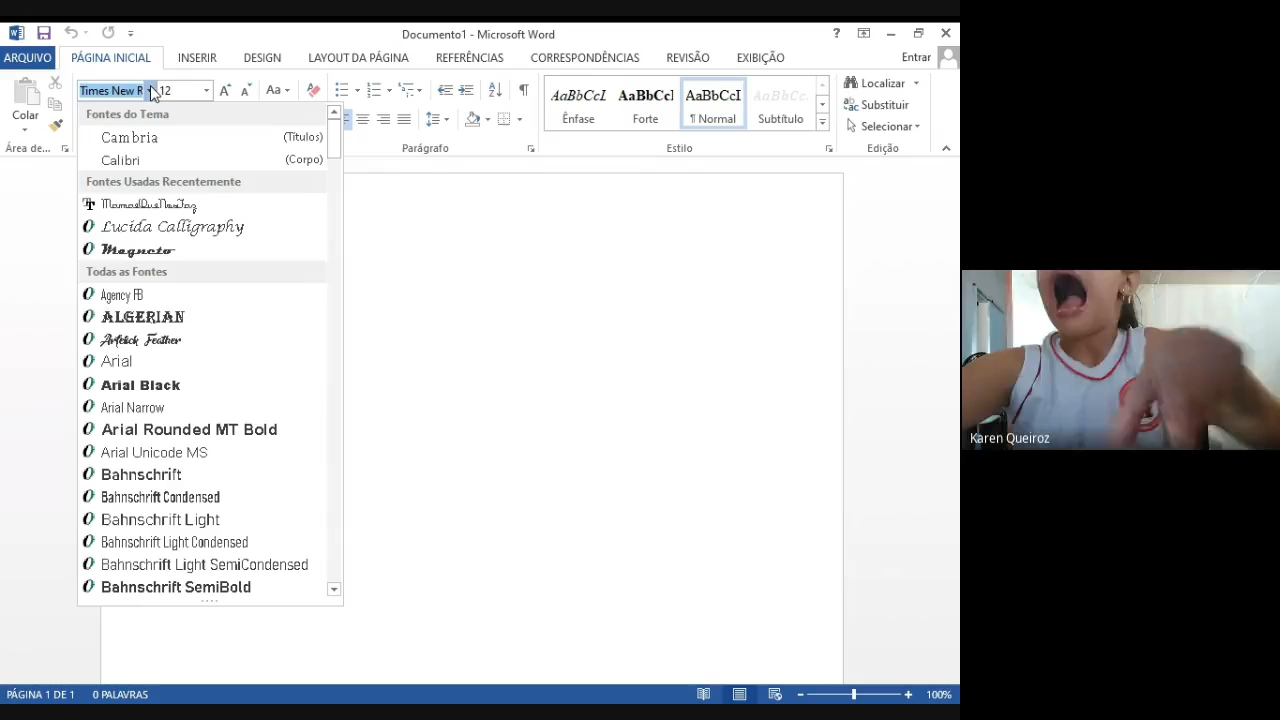 Documento1 - Microsoft Word
?
ARQUIVO PÁGINA INICIAL INSERIR DESIGN LAYOUT DA PÁGINA REFERÊNCIAS CORRESPONDÊNCIAS REVISÃO EXIBIÇÃO Entrar
Colar
Times New R 12
Aa
AaBbCcI AaBbCcI AaBbCcI AaBbCc.
Ênfase Forte ¶ Normal Subtítulo
Localizar
Substituir
Selecionar
Área de... Parágrafo Estilo Edição
Fontes do Tema
Cambria (Títulos)
Calibri (Corpo)
Fontes Usadas Recentemente
MamaeQueNosFaz
Lucida Calligraphy
Magneto
Todas as Fontes
Agency FB
ALGERIAN
Arfelick Feather
Arial
Arial Black
Arial Narrow
Arial Rounded MT Bold
Arial Unicode MS
Bahnschrift
Bahnschrift Condensed
Bahnschrift Light
Bahnschrift Light Condensed
Bahnschrift Light SemiCondensed
Bahnschrift SemiBold
Karen Queiroz
PÁGINA 1 DE 1 0 PALAVRAS 100%